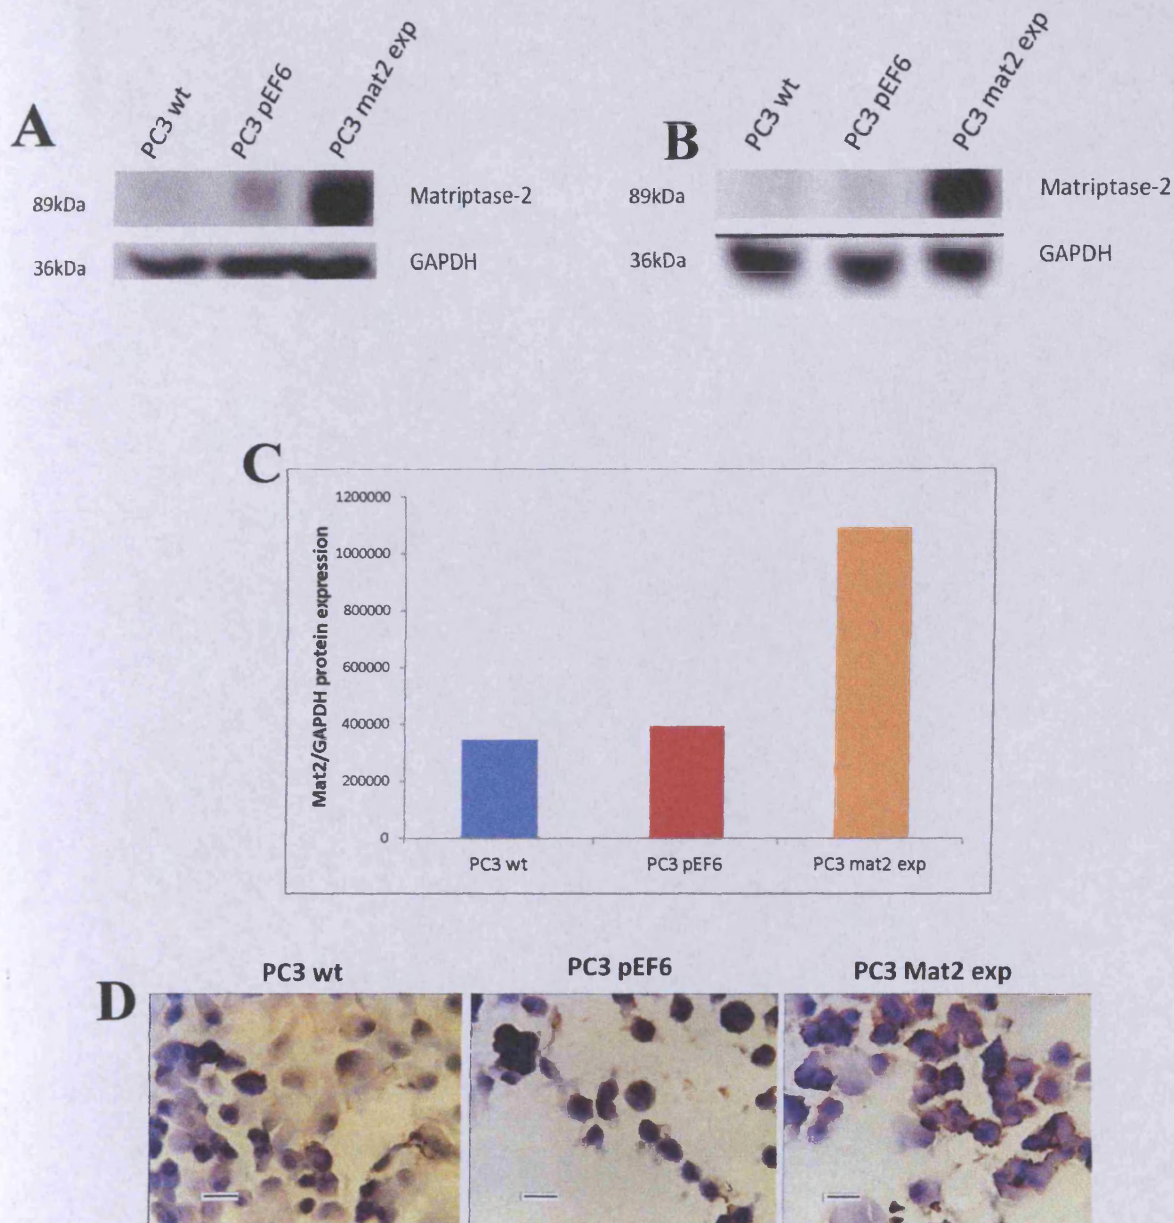 A
PC3 wt
PC3 pEF6
PC3 mat2 exp
89kDa
Matriptase-2
36kDa
GAPDH
B
PC3 wt
PC3 pEF6
PC3 mat2 exp
89kDa
Matriptase-2
36kDa
GAPDH
C
Mat2/GAPDH protein expression
1200000
1000000
800000
600000
400000
200000
0
PC3 wt
PC3 pEF6
PC3 mat2 exp
D
PC3 wt
PC3 pEF6
PC3 Mat2 exp